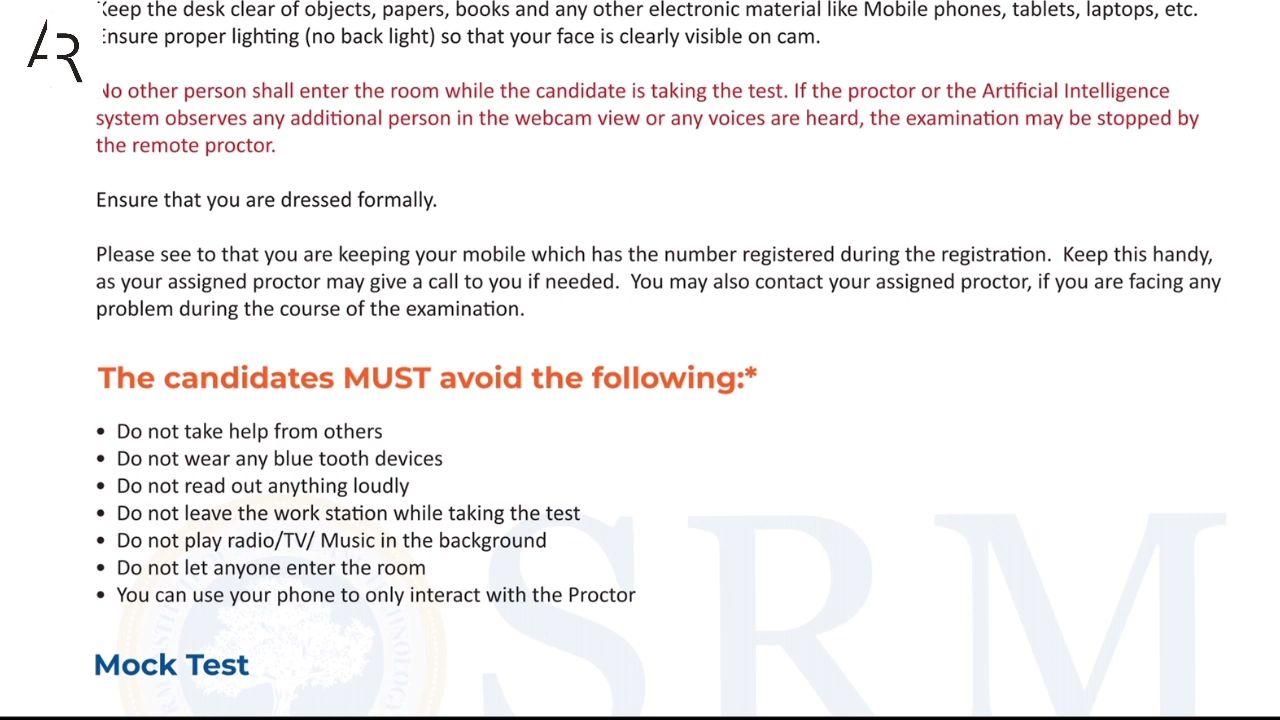 Keep the desk clear of objects, papers, books and any other electronic material like Mobile phones, tablets, laptops, etc.
Ensure proper lighting (no back light) so that your face is clearly visible on cam.
AR
No other person shall enter the room while the candidate is taking the test. If the proctor or the Artificial Intelligence
system observes any additional person in the webcam view or any voices are heard, the examination may be stopped by
the remote proctor.
Ensure that you are dressed formally.
Please see to that you are keeping your mobile which has the number registered during the registration.  Keep this handy,
as your assigned proctor may give a call to you if needed.  You may also contact your assigned proctor, if you are facing any
problem during the course of the examination.
The candidates MUST avoid the following:*
• Do not take help from others
• Do not wear any blue tooth devices
• Do not read out anything loudly
• Do not leave the work station while taking the test
• Do not play radio/TV/ Music in the background
• Do not let anyone enter the room
• You can use your phone to only interact with the Proctor
SRM
Mock Test